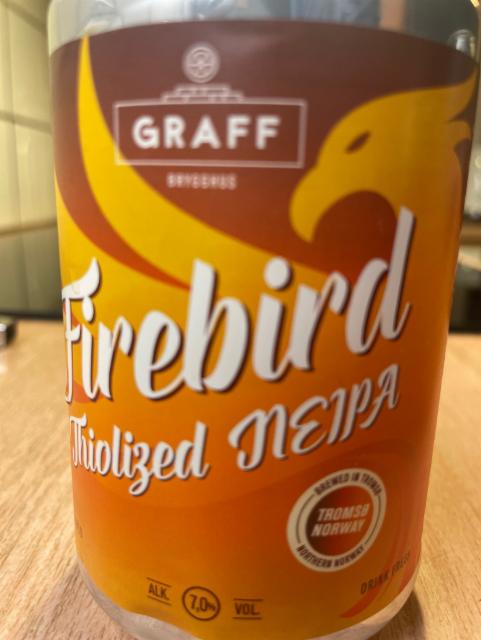 GRAFF
BRYGGHUS
Firebird
Thiolized NEIPA
BREWED IN TROMSØ
TROMSØ
NORWAY
NORTHERN NORWAY
DRINK FRESH
ALK. 7,0% VOL.